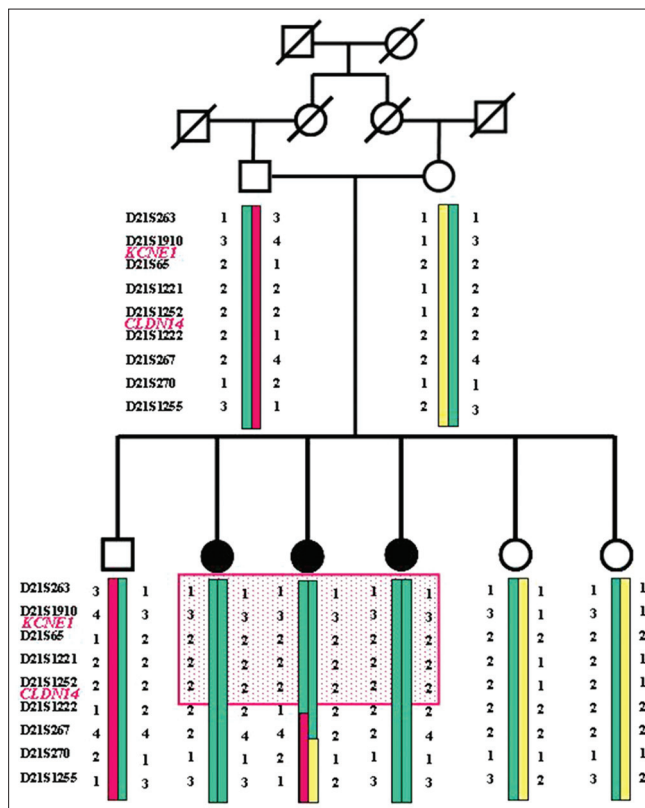 D21S263 1 3 1 1
D21S1910 3 4 1 3
KCNE1
D21S65 2 1 2 2
D21S1221 2 2 1 2
D21S1252 2 2 1 2
CLDN14
D21S1222 2 1 2 2
D21S267 2 4 2 4
D21S270 1 2 1 1
D21S1255 3 1 2 3
D21S263 3 1 1 1 1 1 1 1 1 1 1 1
D21S1910 4 3 3 3 3 3 3 3 3 1 3 1
KCNE1
D21S65 1 2 2 2 2 2 2 2 2 2 2 2
D21S1221 2 2 2 2 2 2 2 2 2 1 2 1
D21S1252 2 2 2 2 2 2 2 2 2 1 2 1
CLDN14
D21S1222 1 2 2 2 1 2 2 2 2 2 2 2
D21S267 4 4 2 4 4 2 2 4 2 2 2 2
D21S270 2 1 1 1 2 1 1 1 1 1 1 1
D21S1255 1 3 3 3 1 2 3 3 3 2 3 2